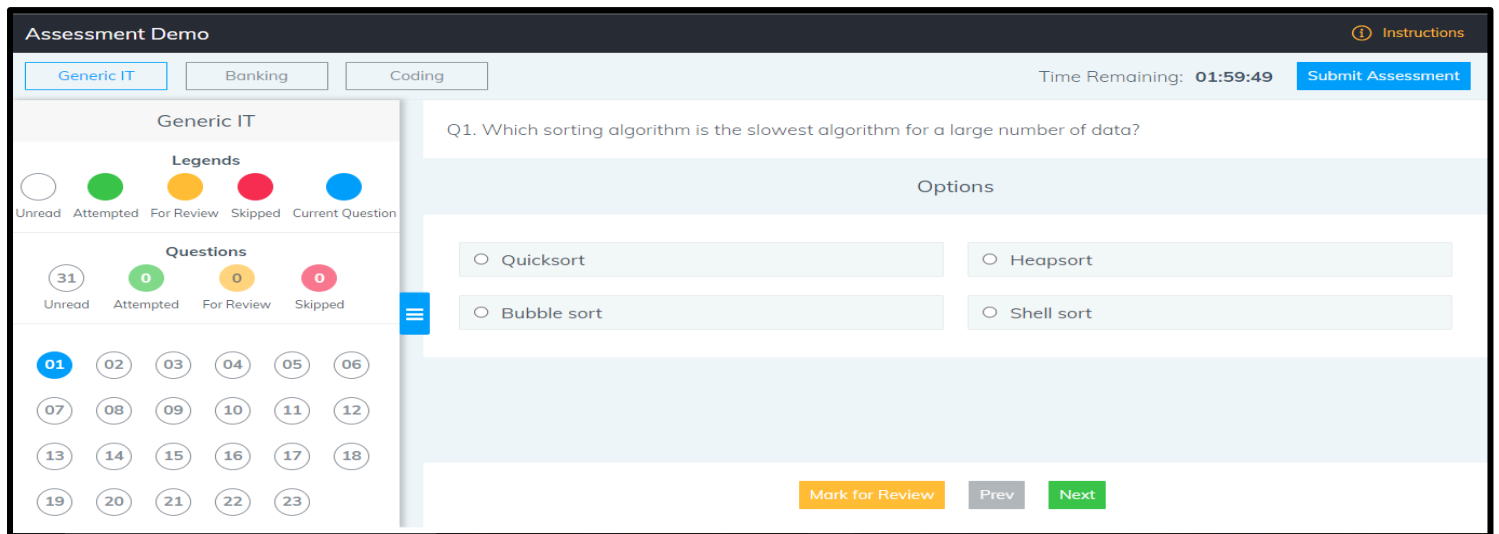 Assessment Demo
Instructions
Generic IT
Banking
Coding
Time Remaining: 01:59:49
Submit Assessment
Generic IT
Legends
Unread Attempted For Review Skipped Current Question
Questions
31 0 0 0
Unread Attempted For Review Skipped
01 02 03 04 05 06
07 08 09 10 11 12
13 14 15 16 17 18
19 20 21 22 23
Q1. Which sorting algorithm is the slowest algorithm for a large number of data?
Options
Quicksort
Heapsort
Bubble sort
Shell sort
Mark for Review
Prev
Next